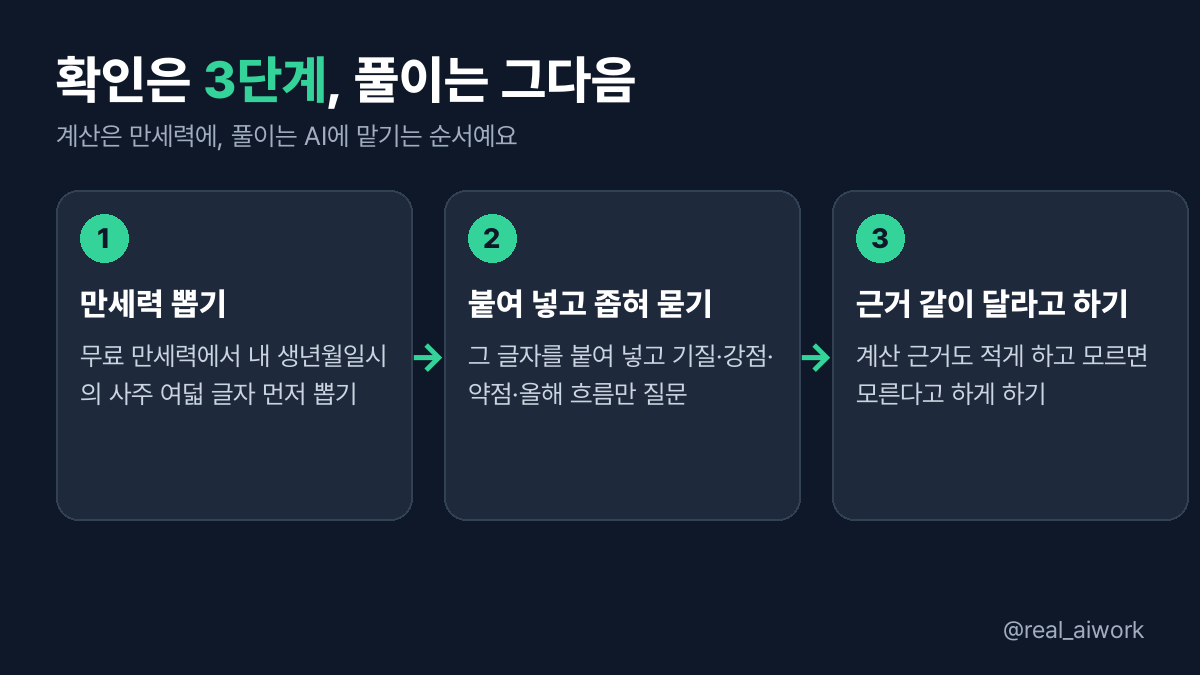 확인은 3단계, 풀이는 그다음
계산은 만세력에, 풀이는 AI에 맡기는 순서예요
1
만세력 뽑기
무료 만세력에서 내 생년월일시
의 사주 여덟 글자 먼저 뽑기
→
2
붙여 넣고 좁혀 묻기
그 글자를 붙여 넣고 기질·강점·
약점·올해 흐름만 질문
→
3
근거 같이 달라고 하기
계산 근거도 적게 하고 모르면
모른다고 하게 하기
@real_aiwork